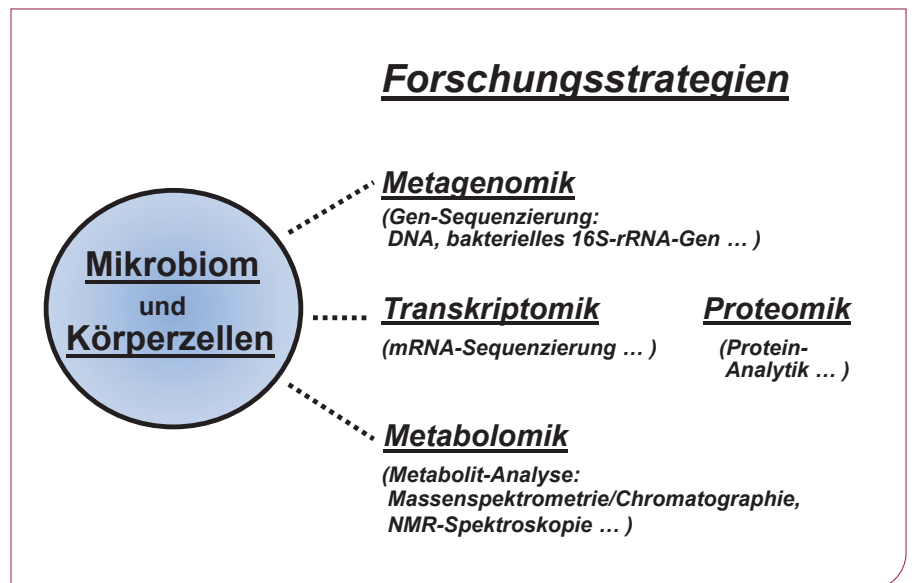 Forschungsstrategien
Metagenomik
(Gen-Sequenzierung:
DNA, bakterielles 16S-rRNA-Gen … )
Mikrobiom
und
Körperzellen
Transkriptomik
(mRNA-Sequenzierung … )
Proteomik
(Protein-
Analytik … )
Metabolomik
(Metabolit-Analyse:
Massenspektrometrie/Chromatographie,
NMR-Spektroskopie … )